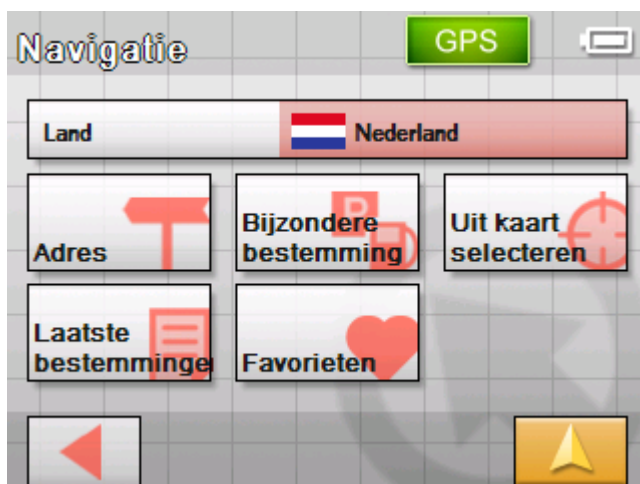 Navigatie
GPS
Land
Nederland
Adres
Bijzondere
bestemming
Uit kaart
selecteren
Laatste
bestemminge
Favorieten